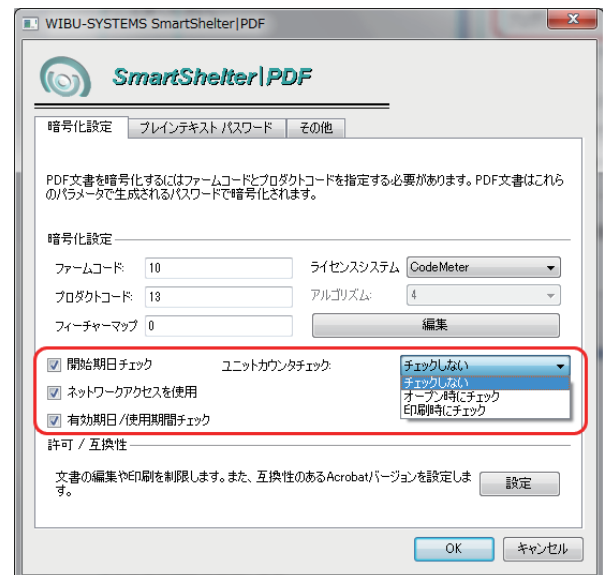 WIBU-SYSTEMS SmartShelter|PDF
SmartShelter|PDF
暗号化設定 プレインテキスト パスワード その他
PDF文書を暗号化するにはファームコードとプロダクトコードを指定する必要があります。PDF文書はこれら
のパラメータで生成されるパスワードで暗号化されます。
暗号化設定
ファームコード: 10 ライセンスシステム CodeMeter
プロダクトコード: 13 アルゴリズム: 4
フィーチャーマップ 0 編集
開始期日チェック ユニットカウンタチェック: チェックしない
チェックしない
ネットワークアクセスを使用 オープン時にチェック
印刷時にチェック
有効期日/使用期間チェック
許可 / 互換性
文書の編集や印刷を制限します。また、互換性のあるAcrobatバージョンを設定しま
す。 設定
OK キャンセル